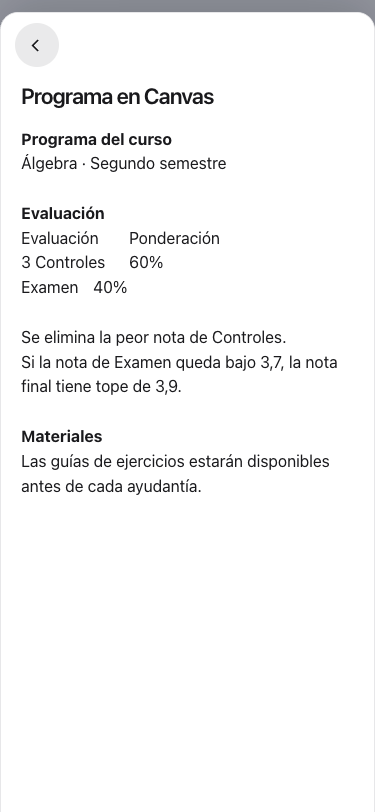 Programa en Canvas
Programa del curso
Álgebra · Segundo semestre
Evaluación
Evaluación Ponderación
3 Controles 60%
Examen 40%
Se elimina la peor nota de Controles.
Si la nota de Examen queda bajo 3,7, la nota
final tiene tope de 3,9.
Materiales
Las guías de ejercicios estarán disponibles
antes de cada ayudantía.